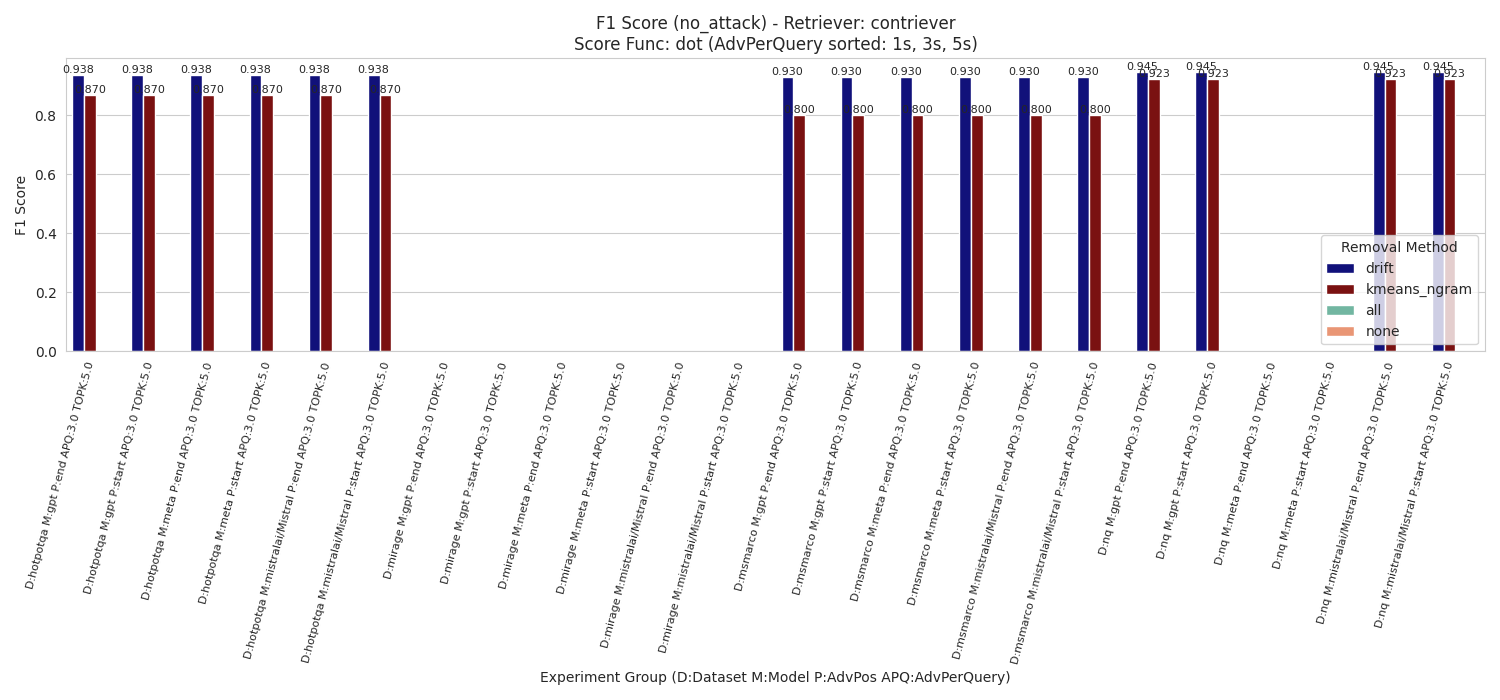 F1 Score (no_attack) - Retriever: contriever
Score Func: dot (AdvPerQuery sorted: 1s, 3s, 5s)
0.938 0.938 0.938 0.938 0.938 0.938 0.930 0.930 0.930 0.930 0.930 0.930 0.945 0.945 0.945 0.945
0.870 0.870 0.870 0.870 0.870 0.870 0.800 0.800 0.800 0.800 0.800 0.800 0.923 0.923 0.923 0.923
F1 Score
0.8
0.6
0.4
0.2
0.0
Removal Method
drift
kmeans_ngram
all
none
D:hotpotqa M:gpt P:end APQ:3.0 TOPK:5.0
D:hotpotqa M:gpt P:start APQ:3.0 TOPK:5.0
D:hotpotqa M:meta P:end APQ:3.0 TOPK:5.0
D:hotpotqa M:meta P:start APQ:3.0 TOPK:5.0
D:hotpotqa M:mistralai/Mistral P:end APQ:3.0 TOPK:5.0
D:hotpotqa M:mistralai/Mistral P:start APQ:3.0 TOPK:5.0
D:mirage M:gpt P:end APQ:3.0 TOPK:5.0
D:mirage M:gpt P:start APQ:3.0 TOPK:5.0
D:mirage M:meta P:end APQ:3.0 TOPK:5.0
D:mirage M:meta P:start APQ:3.0 TOPK:5.0
D:mirage M:mistralai/Mistral P:end APQ:3.0 TOPK:5.0
D:mirage M:mistralai/Mistral P:start APQ:3.0 TOPK:5.0
D:msmarco M:gpt P:end APQ:3.0 TOPK:5.0
D:msmarco M:gpt P:start APQ:3.0 TOPK:5.0
D:msmarco M:meta P:end APQ:3.0 TOPK:5.0
D:msmarco M:meta P:start APQ:3.0 TOPK:5.0
D:msmarco M:mistralai/Mistral P:end APQ:3.0 TOPK:5.0
D:msmarco M:mistralai/Mistral P:start APQ:3.0 TOPK:5.0
D:nq M:gpt P:end APQ:3.0 TOPK:5.0
D:nq M:gpt P:start APQ:3.0 TOPK:5.0
D:nq M:meta P:end APQ:3.0 TOPK:5.0
D:nq M:meta P:start APQ:3.0 TOPK:5.0
D:nq M:mistralai/Mistral P:end APQ:3.0 TOPK:5.0
D:nq M:mistralai/Mistral P:start APQ:3.0 TOPK:5.0
Experiment Group (D:Dataset M:Model P:AdvPos APQ:AdvPerQuery)